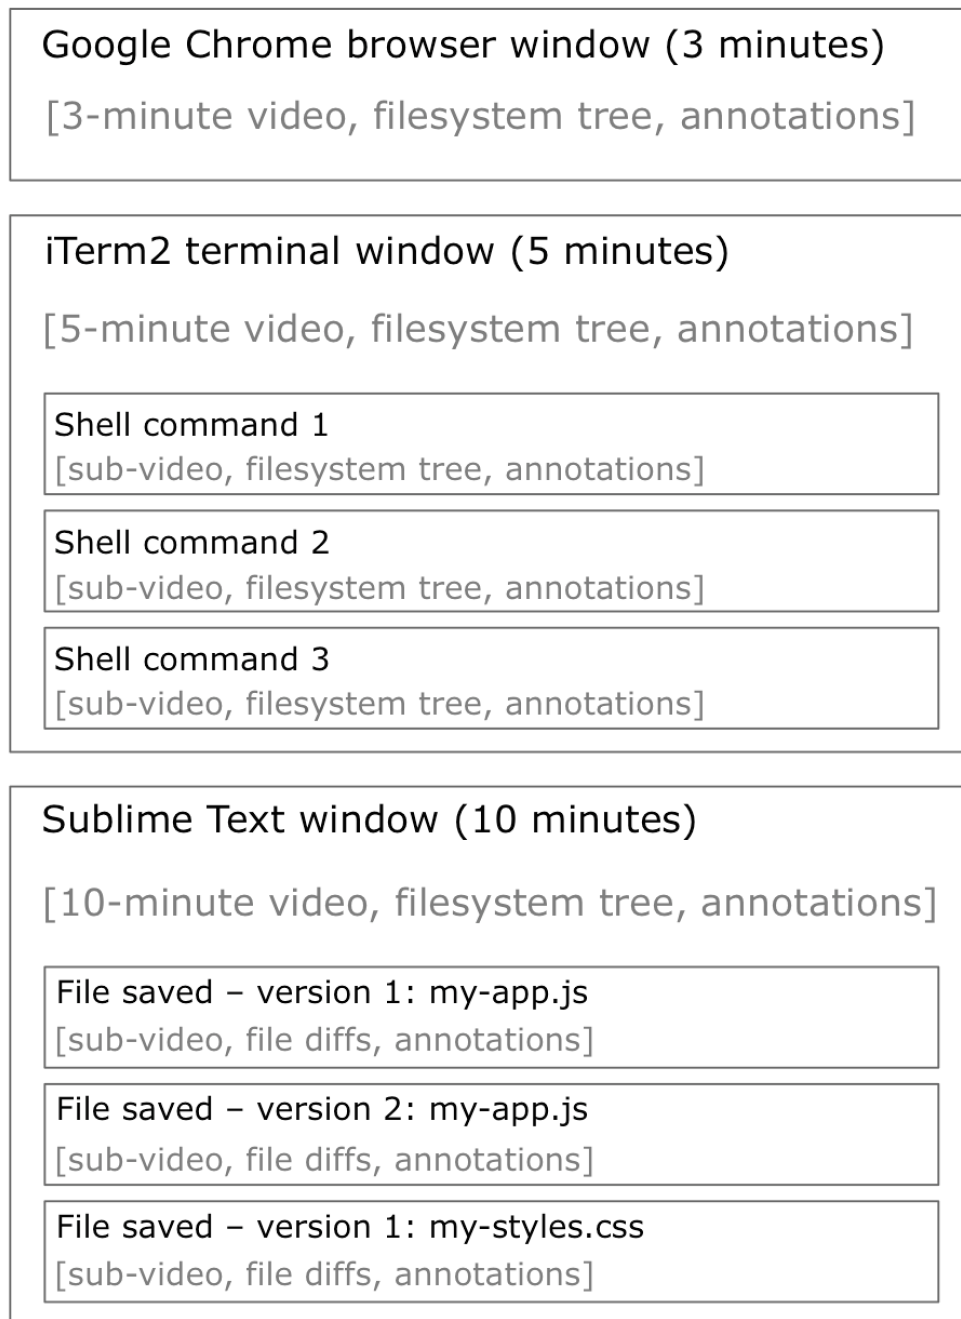 Google Chrome browser window (3 minutes)
[3-minute video, filesystem tree, annotations]
iTerm2 terminal window (5 minutes)
[5-minute video, filesystem tree, annotations]
Shell command 1
[sub-video, filesystem tree, annotations]
Shell command 2
[sub-video, filesystem tree, annotations]
Shell command 3
[sub-video, filesystem tree, annotations]
Sublime Text window (10 minutes)
[10-minute video, filesystem tree, annotations]
File saved – version 1: my-app.js
[sub-video, file diffs, annotations]
File saved – version 2: my-app.js
[sub-video, file diffs, annotations]
File saved – version 1: my-styles.css
[sub-video, file diffs, annotations]